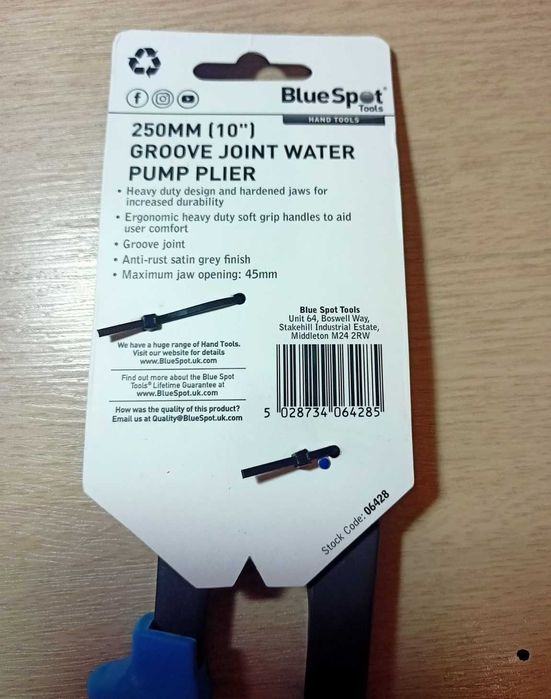 BlueSpot
Tools
HAND TOOLS
250MM (10")
GROOVE JOINT WATER
PUMP PLIER
• Heavy duty design and hardened jaws for
increased durability
• Ergonomic heavy duty soft grip handles to aid
user comfort
• Groove joint
• Anti-rust satin grey finish
• Maximum jaw opening: 45mm
We have a huge range of Hand Tools.
Visit our website for details
www.BlueSpot.uk.com
Find out more about the Blue Spot
Tools® Lifetime Guarantee at
www.BlueSpot.uk.com
How was the quality of this product?
Email us at Quality@BlueSpot.uk.com
Blue Spot Tools
Unit 64, Boswell Way,
Stakehill Industrial Estate,
Middleton M24 2RW
5 028734 064285
Stock Code: 06428